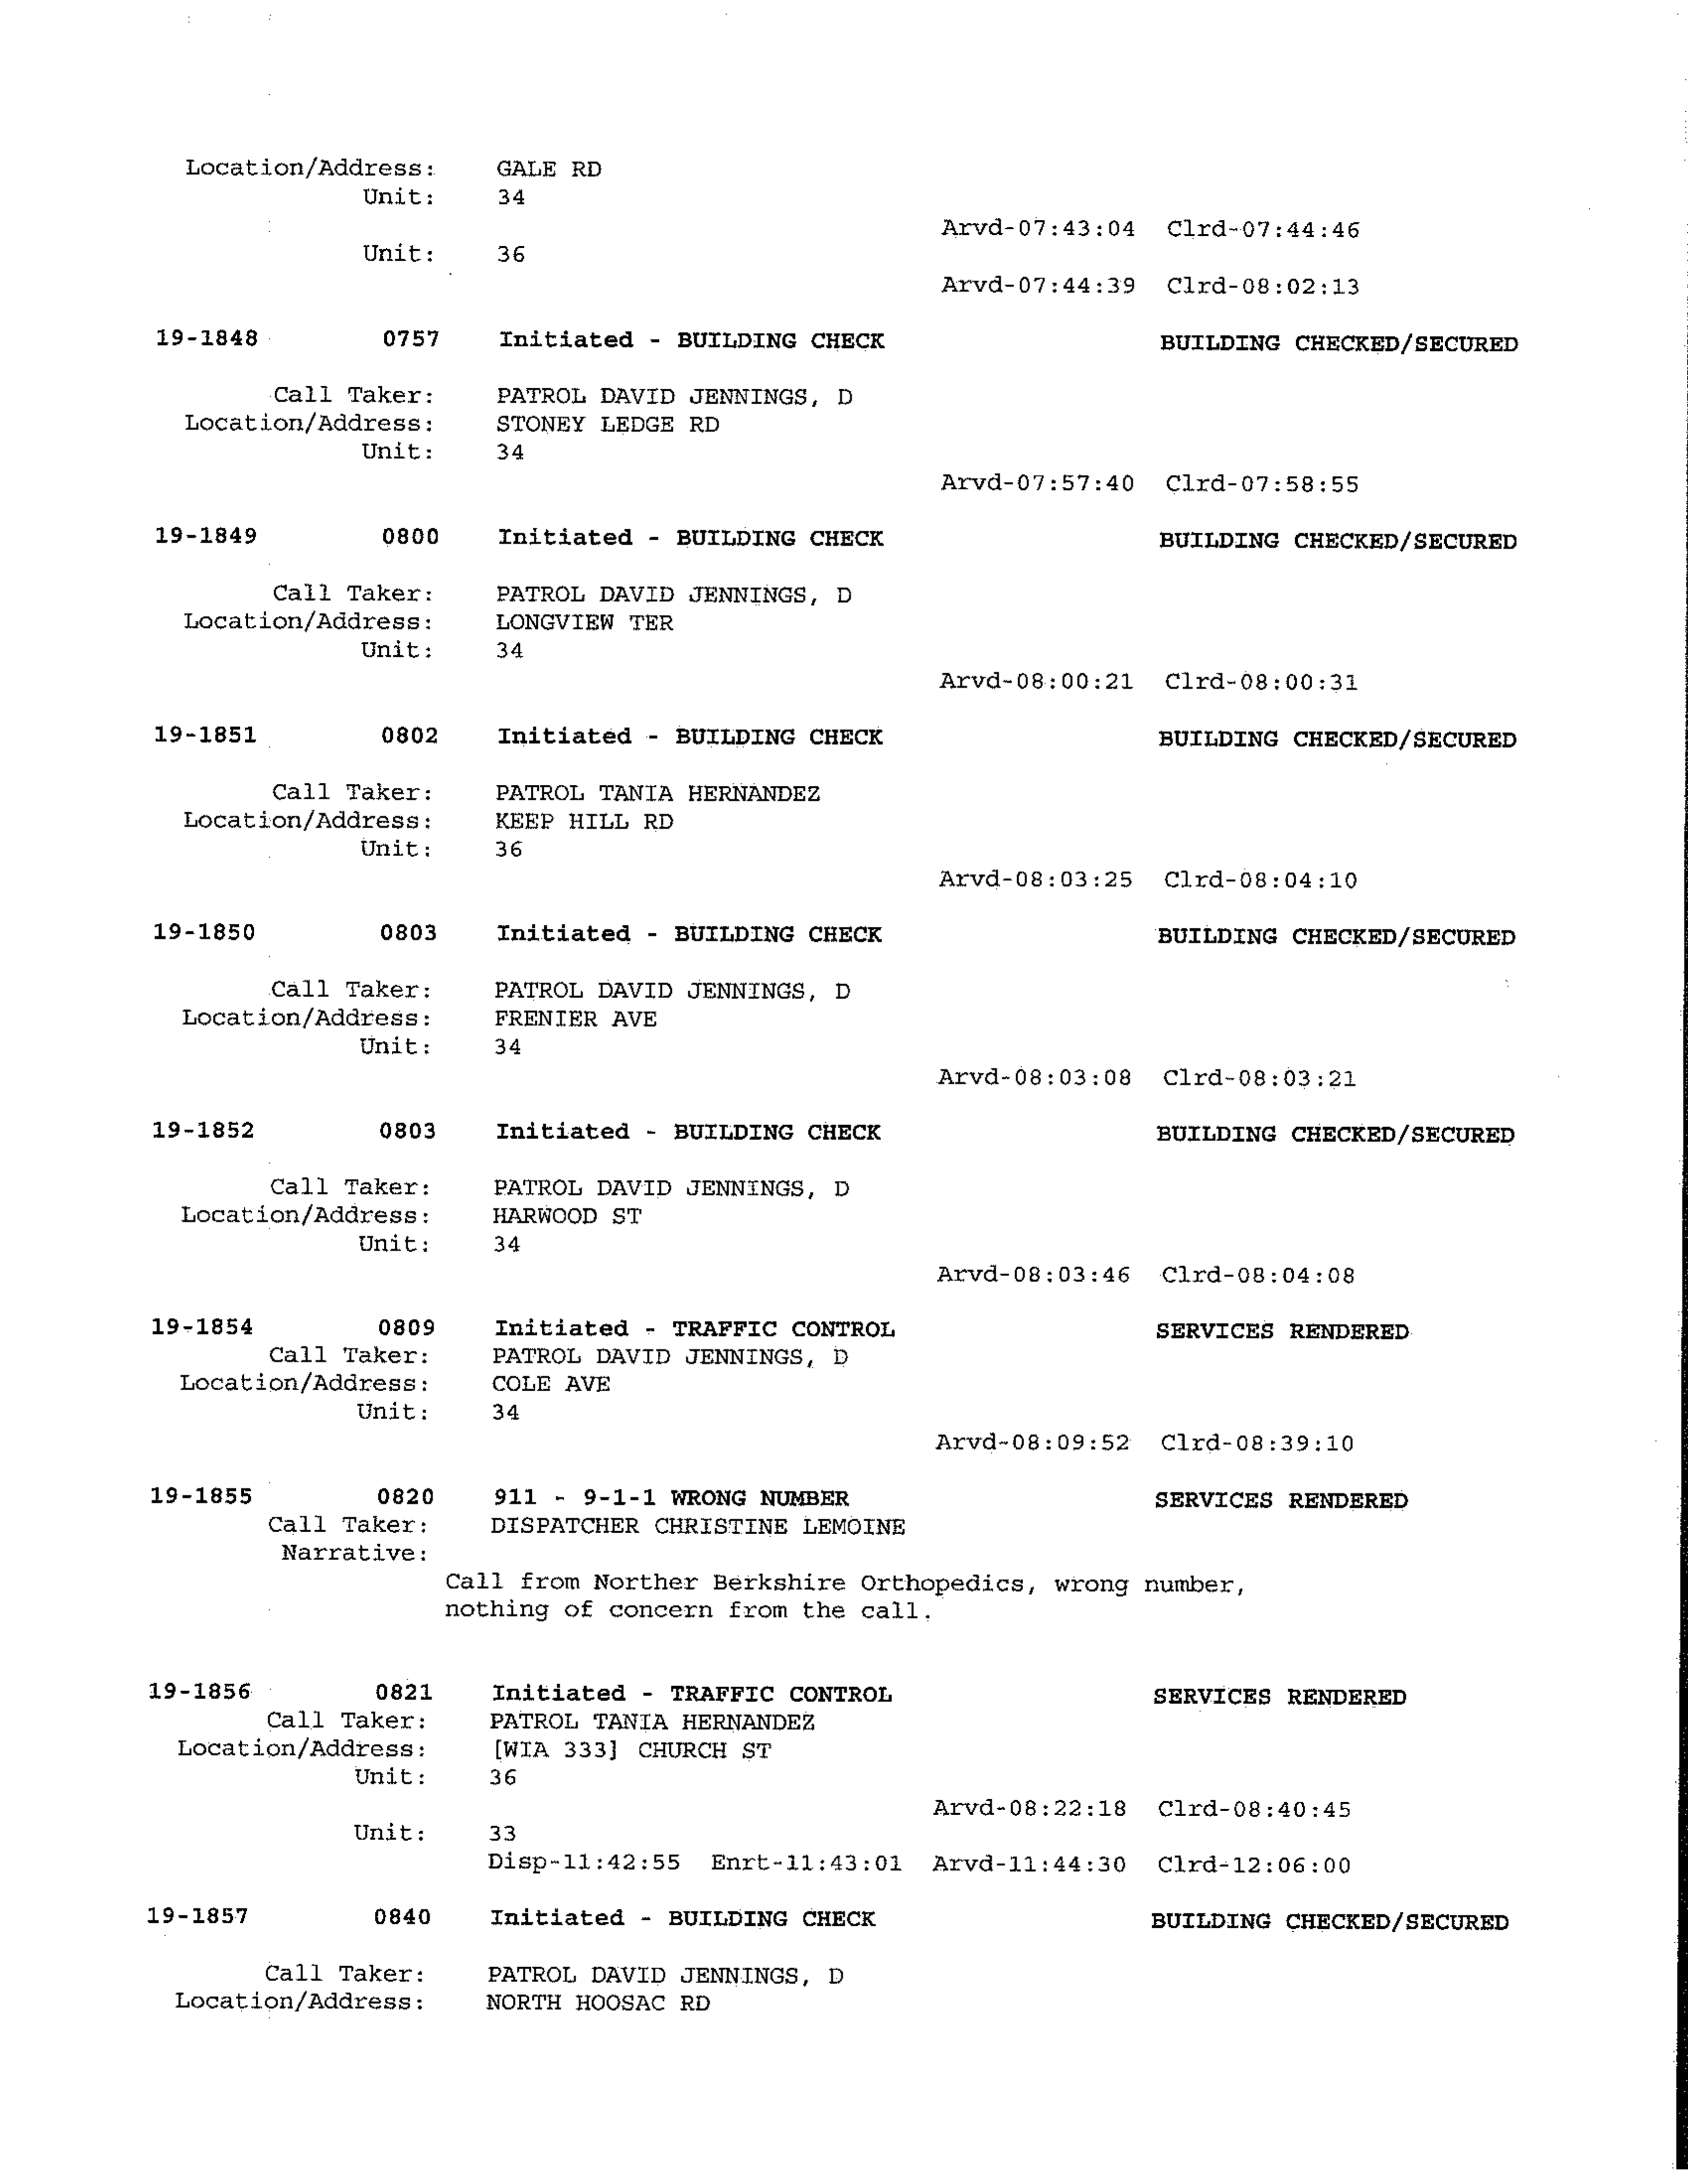 Location/Address: GALE RD
Unit: 34
Arvd-07:43:04 Clrd-07:44:46
Unit: 36
Arvd-07:44:39 Clrd-08:02:13
19-1848 0757 Initiated - BUILDING CHECK BUILDING CHECKED/SECURED
Call Taker: PATROL DAVID JENNINGS, D
Location/Address: STONEY LEDGE RD
Unit: 34
Arvd-07:57:40 Clrd-07:58:55
19-1849 0800 Initiated - BUILDING CHECK BUILDING CHECKED/SECURED
Call Taker: PATROL DAVID JENNINGS, D
Location/Address: LONGVIEW TER
Unit: 34
Arvd-08:00:21 Clrd-08:00:31
19-1851 0802 Initiated - BUILDING CHECK BUILDING CHECKED/SECURED
Call Taker: PATROL TANIA HERNANDEZ
Location/Address: KEEP HILL RD
Unit: 36
Arvd-08:03:25 Clrd-08:04:10
19-1850 0803 Initiated - BUILDING CHECK BUILDING CHECKED/SECURED
Call Taker: PATROL DAVID JENNINGS, D
Location/Address: FRENIER AVE
Unit: 34
Arvd-08:03:08 Clrd-08:03:21
19-1852 0803 Initiated - BUILDING CHECK BUILDING CHECKED/SECURED
Call Taker: PATROL DAVID JENNINGS, D
Location/Address: HARWOOD ST
Unit: 34
Arvd-08:03:46 Clrd-08:04:08
19-1854 0809 Initiated - TRAFFIC CONTROL SERVICES RENDERED
Call Taker: PATROL DAVID JENNINGS, D
Location/Address: COLE AVE
Unit: 34
Arvd-08:09:52 Clrd-08:39:10
19-1855 0820 911 - 9-1-1 WRONG NUMBER SERVICES RENDERED
Call Taker: DISPATCHER CHRISTINE LEMOINE
Narrative:
Call from Norther Berkshire Orthopedics, wrong number,
nothing of concern from the call.
19-1856 0821 Initiated - TRAFFIC CONTROL SERVICES RENDERED
Call Taker: PATROL TANIA HERNANDEZ
Location/Address: [WIA 333] CHURCH ST
Unit: 36
Arvd-08:22:18 Clrd-08:40:45
Unit: 33
Disp-11:42:55 Enrt-11:43:01 Arvd-11:44:30 Clrd-12:06:00
19-1857 0840 Initiated - BUILDING CHECK BUILDING CHECKED/SECURED
Call Taker: PATROL DAVID JENNINGS, D
Location/Address: NORTH HOOSAC RD